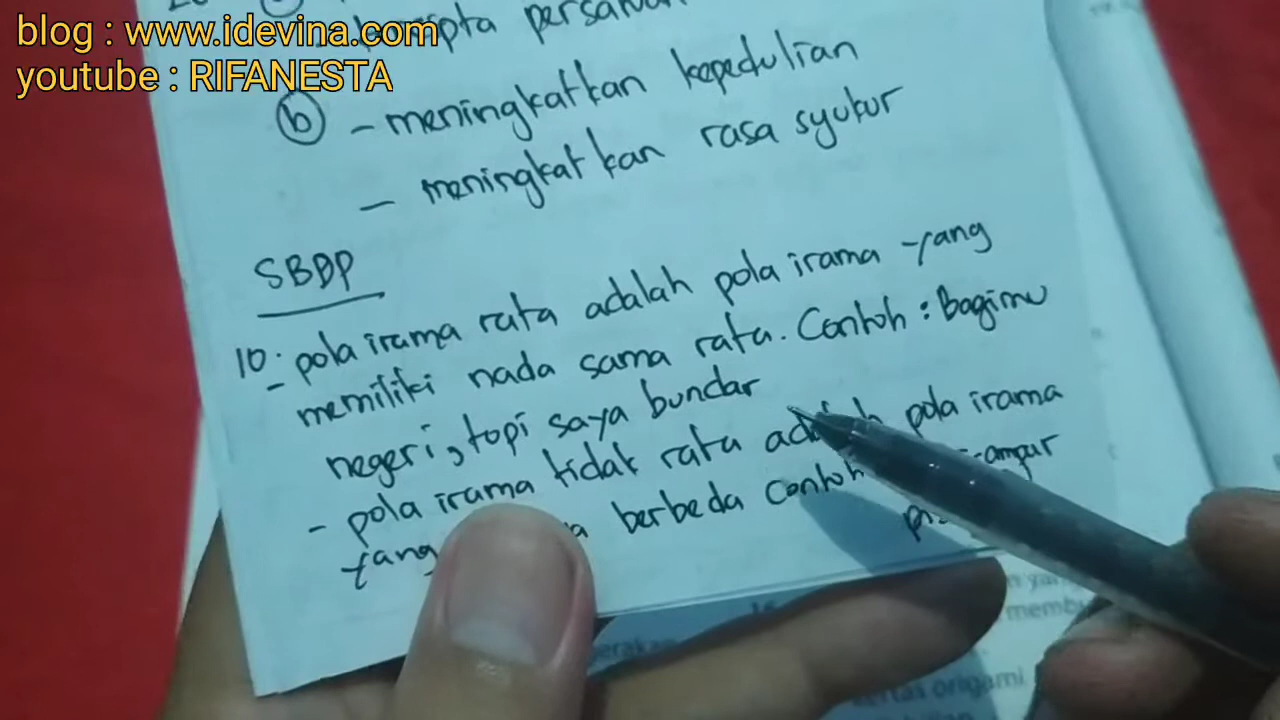 blog : www.idevina.com
youtube : RIFANESTA
b - meningkatkan kepedulian
- meningkatkan rasa syukur
SBDP
10. - pola irama rata adalah pola irama yang
memiliki nada sama rata. Contoh : Bagimu
negeri, topi saya bundar
- pola irama tidak rata adalah pola irama
yang berbeda Contoh